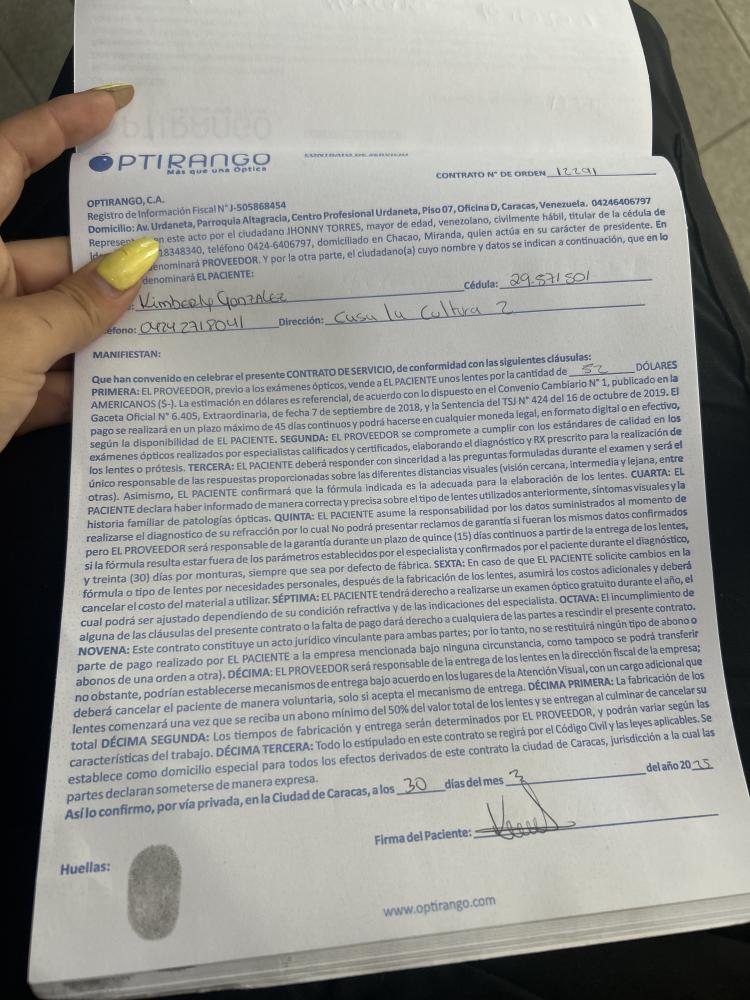 OPTIRANGO
Más que una Óptica
CONTRATO DE SERVICIO
CONTRATO N° DE ORDEN 12291
OPTIRANGO, C.A.
Registro de Información Fiscal N° J-505868454
Domicilio: Av. Urdaneta, Parroquia Altagracia, Centro Profesional Urdaneta, Piso 07, Oficina D, Caracas, Venezuela. 04246406797
Represent en este acto por el ciudadano JHONNY TORRES, mayor de edad, venezolano, civilmente hábil, titular de la cédula de
Iden 18348340, teléfono 0424-6406797, domiciliado en Chacao, Miranda, quien actúa en su carácter de presidente. En
enominará PROVEEDOR. Y por la otra parte, el ciudadano(a) cuyo nombre y datos se indican a continuación, que en lo
denominará EL PACIENTE:
Kimberly Gonzalez Cédula: 29.571501
éfono: 04242718041 Dirección: Casa la Cultura 2
MANIFIESTAN:
Que han convenido en celebrar el presente CONTRATO DE SERVICIO, de conformidad con las siguientes cláusulas:
PRIMERA: EL PROVEEDOR, previo a los exámenes ópticos, vende a EL PACIENTE unos lentes por la cantidad de 52 DÓLARES
AMERICANOS ($-). La estimación en dólares es referencial, de acuerdo con lo dispuesto en el Convenio Cambiario N° 1, publicado en la
Gaceta Oficial N° 6.405, Extraordinaria, de fecha 7 de septiembre de 2018, y la Sentencia del TSJ N° 424 del 16 de octubre de 2019. El
pago se realizará en un plazo máximo de 45 días continuos y podrá hacerse en cualquier moneda legal, en formato digital o en efectivo,
según la disponibilidad de EL PACIENTE. SEGUNDA: EL PROVEEDOR se compromete a cumplir con los estándares de calidad en los
exámenes ópticos realizados por especialistas calificados y certificados, elaborando el diagnóstico y RX prescrito para la realización de
los lentes o prótesis. TERCERA: EL PACIENTE deberá responder con sinceridad a las preguntas formuladas durante el examen y será el
único responsable de las respuestas proporcionadas sobre las diferentes distancias visuales (visión cercana, intermedia y lejana, entre
otras). Asimismo, EL PACIENTE confirmará que la fórmula indicada es la adecuada para la elaboración de los lentes. CUARTA: EL
PACIENTE declara haber informado de manera correcta y precisa sobre el tipo de lentes utilizados anteriormente, síntomas visuales y la
historia familiar de patologías ópticas. QUINTA: EL PACIENTE asume la responsabilidad por los datos suministrados al momento de
realizarse el diagnostico de su refracción por lo cual No podrá presentar reclamos de garantía si fueran los mismos datos confirmados
pero EL PROVEEDOR será responsable de la garantía durante un plazo de quince (15) días continuos a partir de la entrega de los lentes,
si la fórmula resulta estar fuera de los parámetros establecidos por el especialista y confirmados por el paciente durante el diagnóstico,
y treinta (30) días por monturas, siempre que sea por defecto de fábrica. SEXTA: En caso de que EL PACIENTE solicite cambios en la
fórmula o tipo de lentes por necesidades personales, después de la fabricación de los lentes, asumirá los costos adicionales y deberá
cancelar el costo del material a utilizar. SÉPTIMA: EL PACIENTE tendrá derecho a realizarse un examen óptico gratuito durante el año, el
cual podrá ser ajustado dependiendo de su condición refractiva y de las indicaciones del especialista. OCTAVA: El incumplimiento de
alguna de las cláusulas del presente contrato o la falta de pago dará derecho a cualquiera de las partes a rescindir el presente contrato.
NOVENA: Este contrato constituye un acto jurídico vinculante para ambas partes; por lo tanto, no se restituirá ningún tipo de abono o
parte de pago realizado por EL PACIENTE a la empresa mencionada bajo ninguna circunstancia, como tampoco se podrá transferir
abonos de una orden a otro). DÉCIMA: EL PROVEEDOR será responsable de la entrega de los lentes en la dirección fiscal de la empresa;
no obstante, podrían establecerse mecanismos de entrega bajo acuerdo en los lugares de la Atención Visual, con un cargo adicional que
deberá cancelar el paciente de manera voluntaria, solo si acepta el mecanismo de entrega. DÉCIMA PRIMERA: La fabricación de los
lentes comenzará una vez que se reciba un abono mínimo del 50% del valor total de los lentes y se entregan al culminar de cancelar su
total DÉCIMA SEGUNDA: Los tiempos de fabricación y entrega serán determinados por EL PROVEEDOR, y podrán variar según las
características del trabajo. DÉCIMA TERCERA: Todo lo estipulado en este contrato se regirá por el Código Civil y las leyes aplicables. Se
establece como domicilio especial para todos los efectos derivados de este contrato la ciudad de Caracas, jurisdicción a la cual las
partes declaran someterse de manera expresa.
Así lo confirmo, por vía privada, en la Ciudad de Caracas, a los 30 días del mes 3 del año 2025
Firma del Paciente:
Huellas:
www.optirango.com